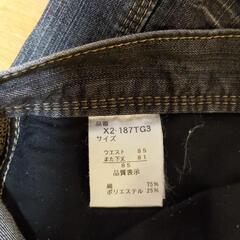 品番
X2-187TG3
サイズ
ウエスト 85
また下丈 81
85
品質表示
綿 75%
ポリエステル 25%